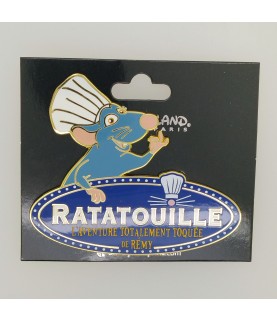 LAND
PARIS
RATATOUILLE
L'AVENTURE TOTALEMENT TOQUÉE
DE RÉMY